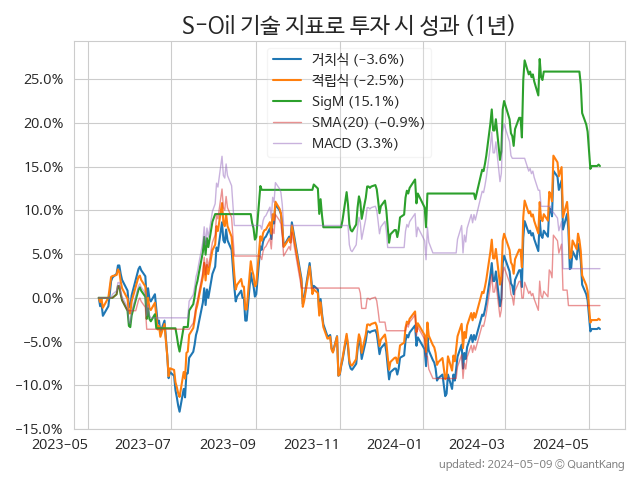 S-Oil 기술 지표로 투자 시 성과 (1년)
거치식 (−3.6%)
적립식 (−2.5%)
SigM (15.1%)
SMA(20) (−0.9%)
MACD (3.3%)
25.0%
20.0%
15.0%
10.0%
5.0%
0.0%
−5.0%
−10.0%
−15.0%
2023-05 2023-07 2023-09 2023-11 2024-01 2024-03 2024-05
updated: 2024-05-09 © QuantKang